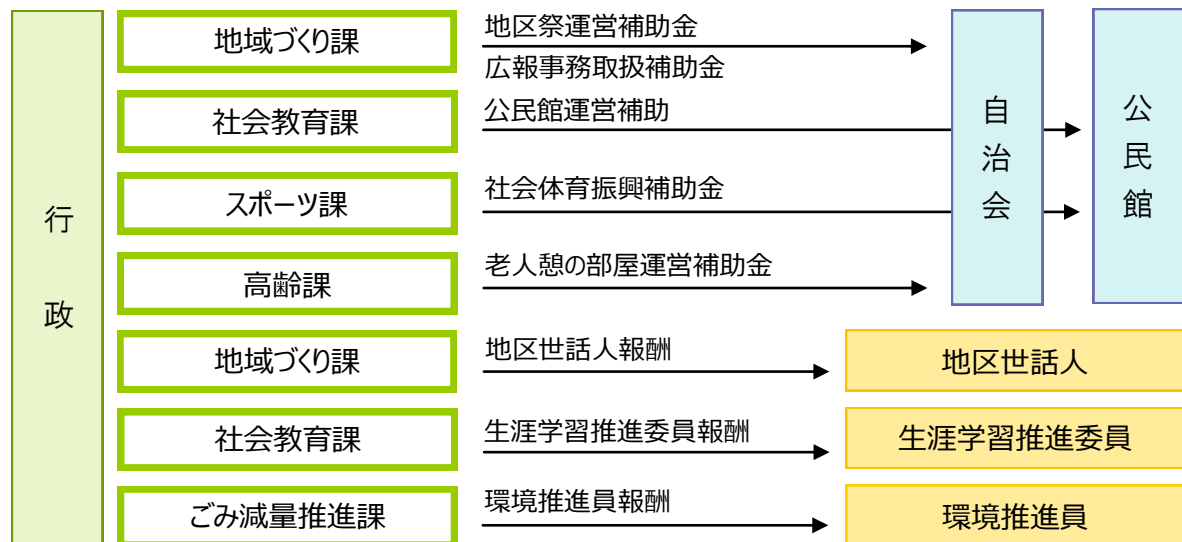 行政
地域づくり課
地区祭運営補助金
広報事務取扱補助金
社会教育課
公民館運営補助
スポーツ課
社会体育振興補助金
高齢課
老人憩の部屋運営補助金
自治会
公民館
地域づくり課
地区世話人報酬
地区世話人
社会教育課
生涯学習推進委員報酬
生涯学習推進委員
ごみ減量推進課
環境推進員報酬
環境推進員